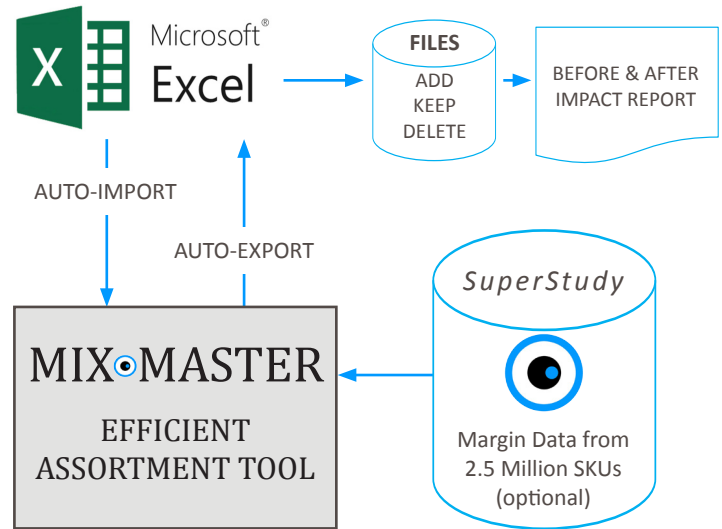 X
Microsoft®
Excel
FILES
ADD
KEEP
DELETE
BEFORE & AFTER
IMPACT REPORT
AUTO-IMPORT
AUTO-EXPORT
SuperStudy
MIX MASTER
EFFICIENT
ASSORTMENT TOOL
Margin Data from
2.5 Million SKUs
(optional)